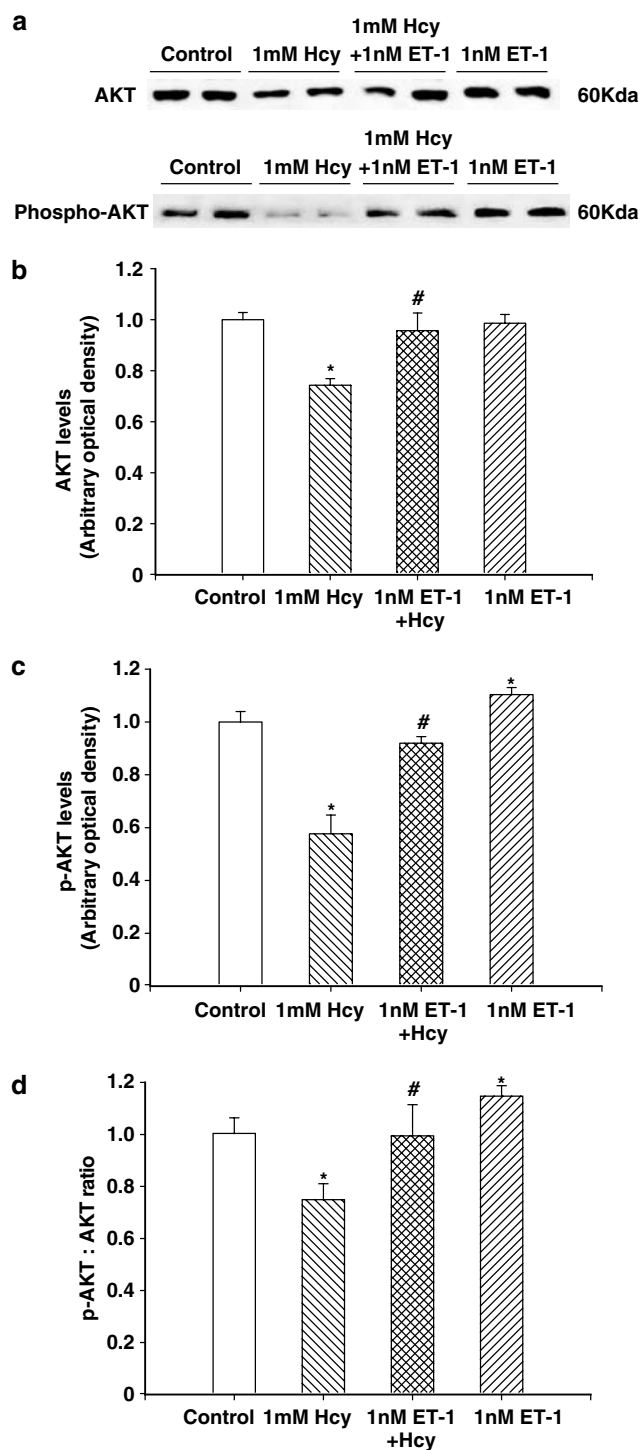 a
1mM Hcy
Control 1mM Hcy +1nM ET-1 1nM ET-1
AKT 60Kda
1mM Hcy
Control 1mM Hcy +1nM ET-1 1nM ET-1
Phospho-AKT 60Kda
b
AKT levels
(Arbitrary optical density)
1.2
1.0
0.8
0.6
0.4
0.2
0
*
#
Control 1mM Hcy 1nM ET-1 1nM ET-1
+Hcy
c
p-AKT levels
(Arbitrary optical density)
1.2
1.0
0.8
0.6
0.4
0.2
0
*
#
*
Control 1mM Hcy 1nM ET-1 1nM ET-1
+Hcy
d
p-AKT : AKT ratio
1.2
1.0
0.8
0.6
0.4
0.2
0
*
#
*
Control 1mM Hcy 1nM ET-1 1nM ET-1
+Hcy